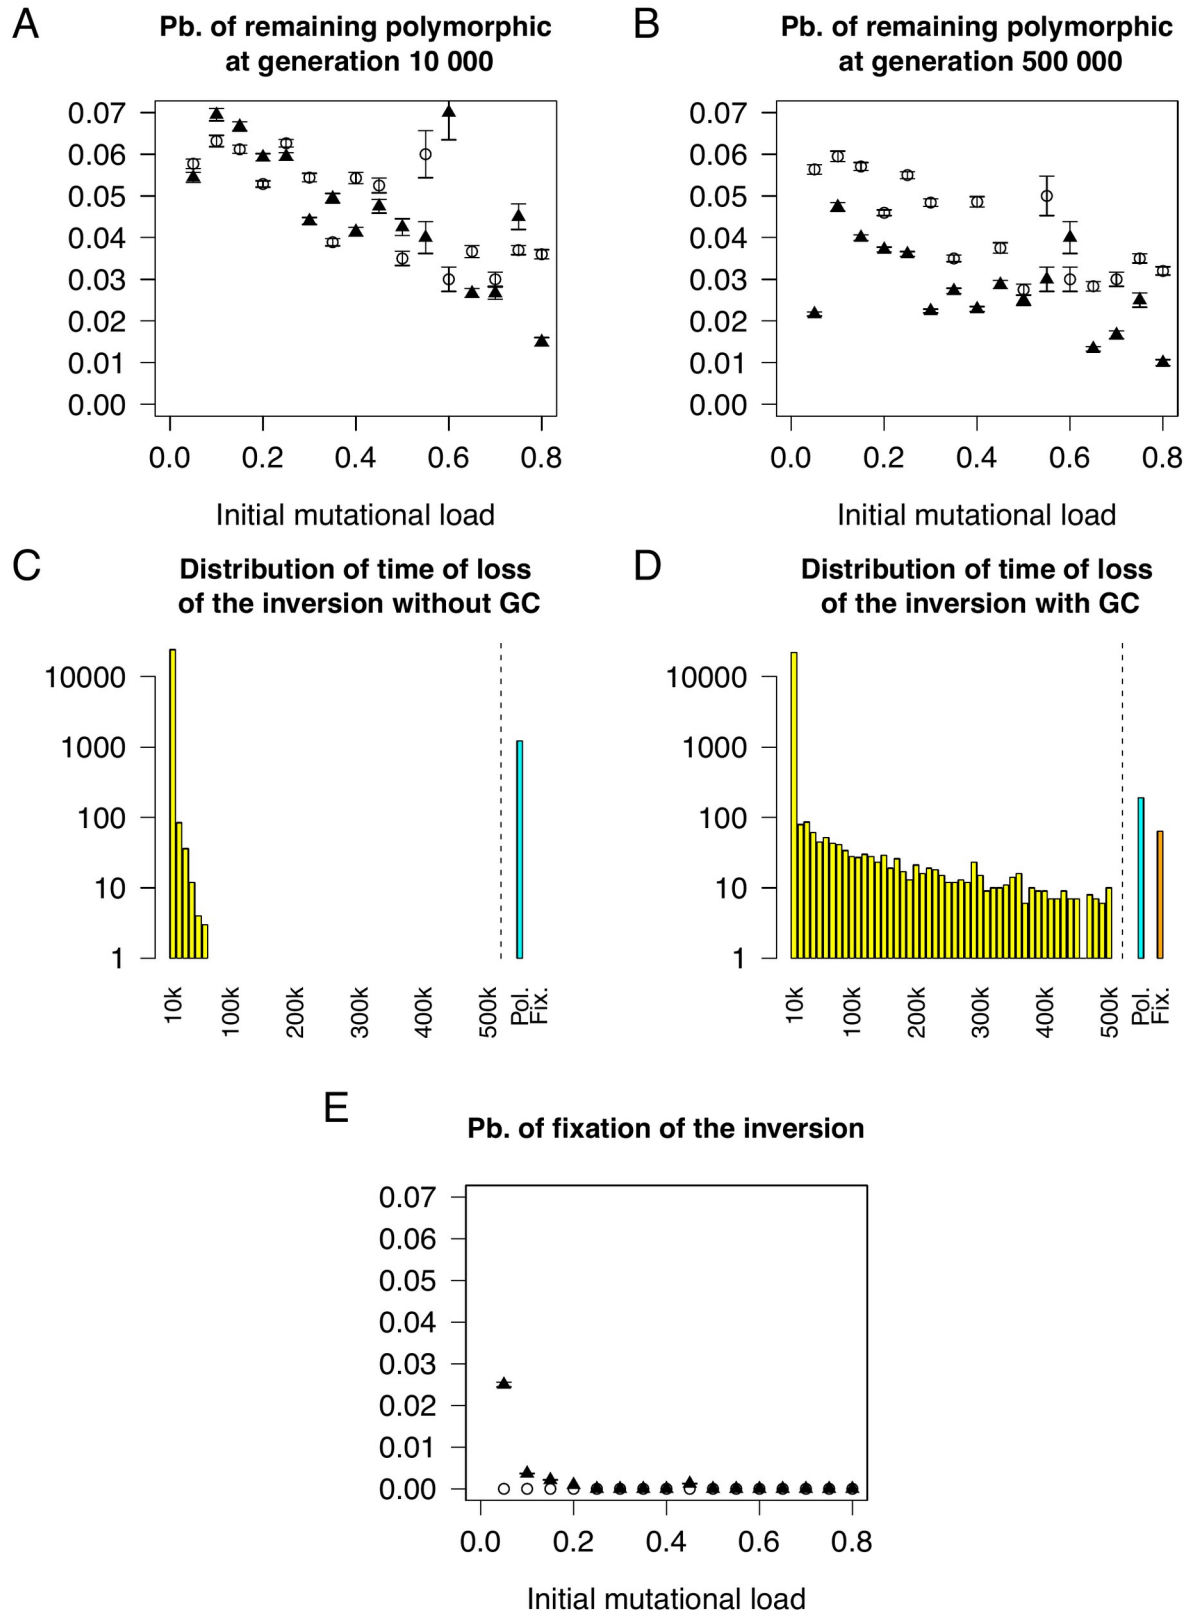 A
Pb. of remaining polymorphic
at generation 10 000
0.07
0.06
0.05
0.04
0.03
0.02
0.01
0.00
0.0 0.2 0.4 0.6 0.8
Initial mutational load
B
Pb. of remaining polymorphic
at generation 500 000
0.07
0.06
0.05
0.04
0.03
0.02
0.01
0.00
0.0 0.2 0.4 0.6 0.8
Initial mutational load
C
Distribution of time of loss
of the inversion without GC
10000
1000
100
10
1
10k 100k 200k 300k 400k 500k Pol. Fix.
D
Distribution of time of loss
of the inversion with GC
10000
1000
100
10
1
10k 100k 200k 300k 400k 500k Pol. Fix.
E
Pb. of fixation of the inversion
0.07
0.06
0.05
0.04
0.03
0.02
0.01
0.00
0.0 0.2 0.4 0.6 0.8
Initial mutational load